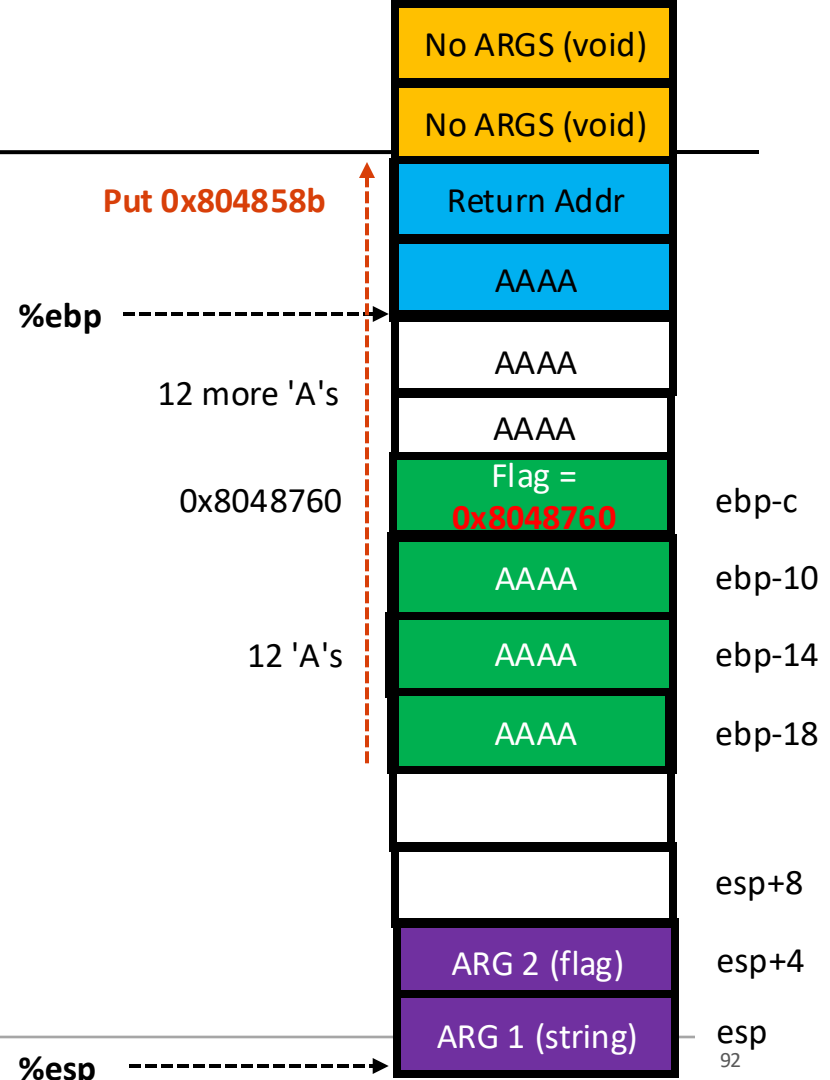 No ARGS (void)
No ARGS (void)
Put 0x804858b
Return Addr
AAAA
%ebp
AAAA
12 more 'A's
AAAA
Flag =
0x8048760
0x8048760
ebp-c
AAAA
ebp-10
12 'A's
AAAA
ebp-14
AAAA
ebp-18
esp+8
ARG 2 (flag)
esp+4
ARG 1 (string)
esp
92
%esp